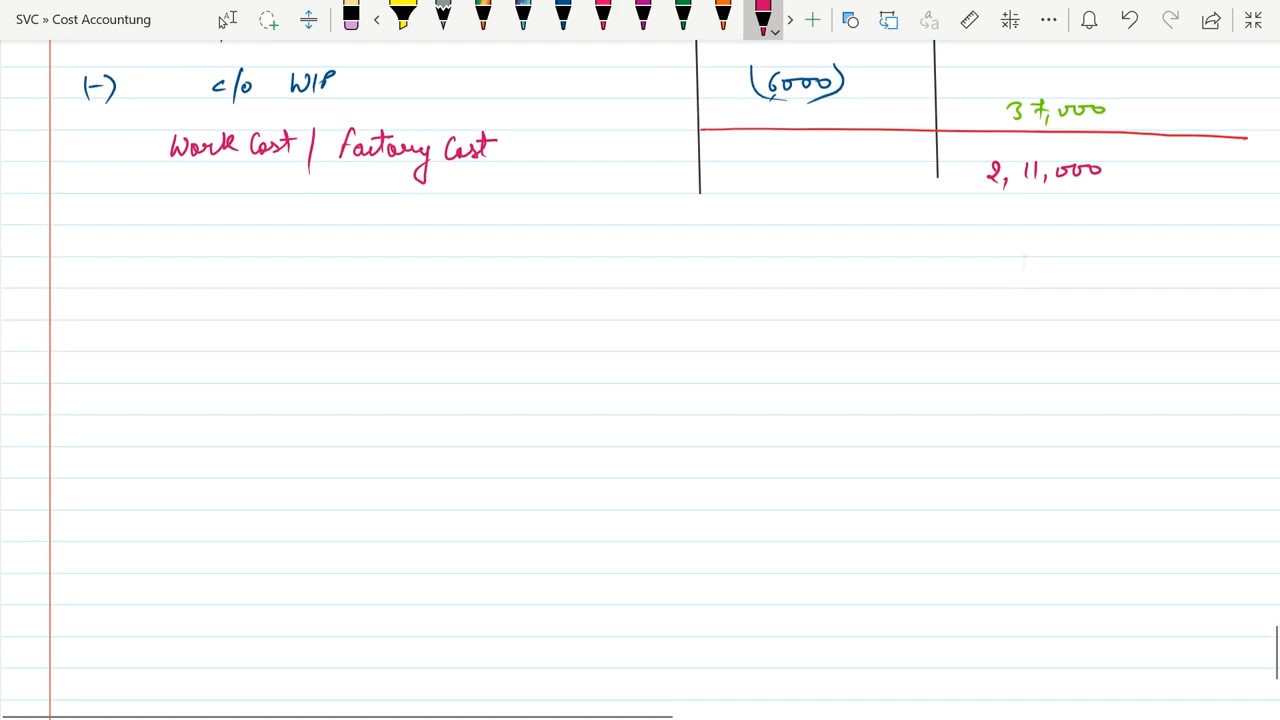 SVC » Cost Accountung
(-) c/o WIP (6000)
37,000
Work Cost / Factory Cost
2,11,000